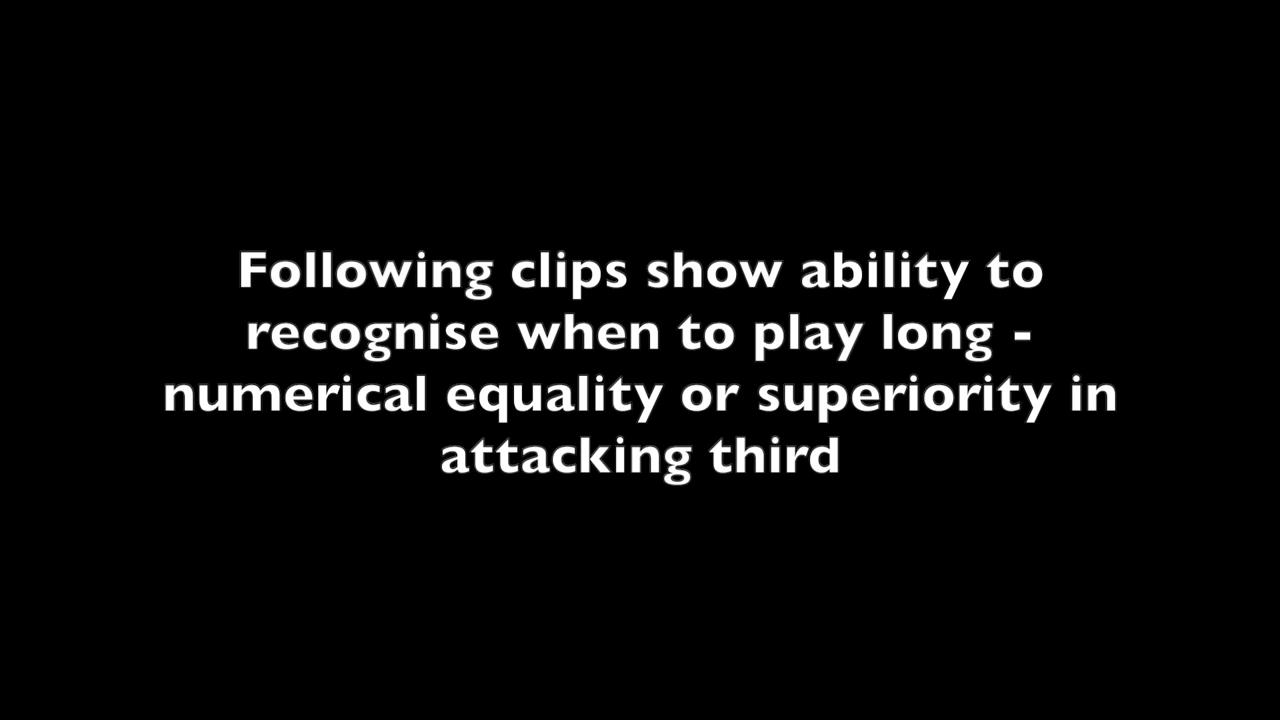 Following clips show ability to
recognise when to play long -
numerical equality or superiority in
attacking third